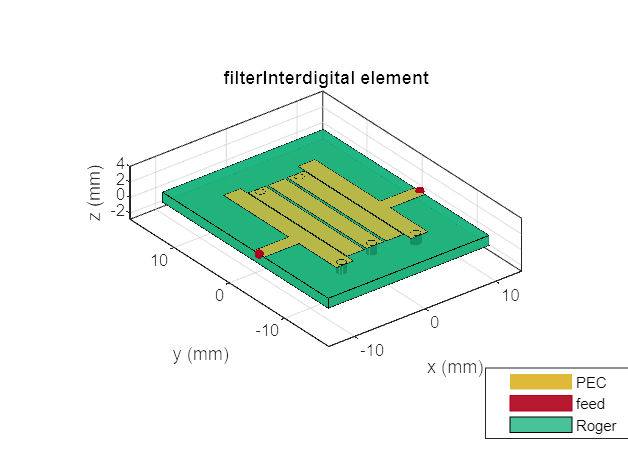 filterInterdigital element
z (mm)
4
2
0
-2
10
0
-10
y (mm)
-10
0
10
x (mm)
PEC
feed
Roger